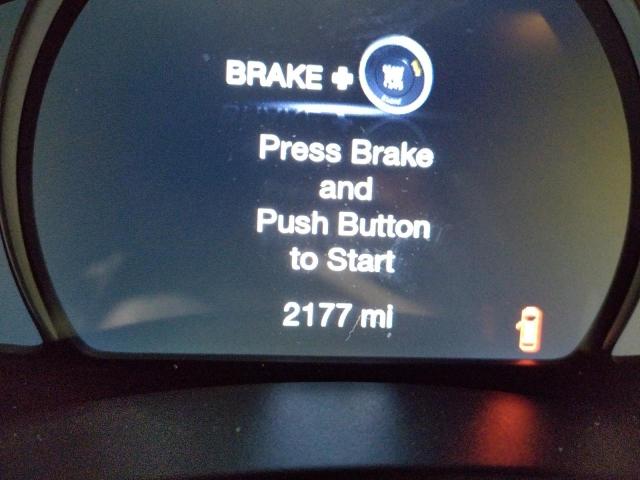 BRAKE +
Press Brake
and
Push Button
to Start
2177 mi